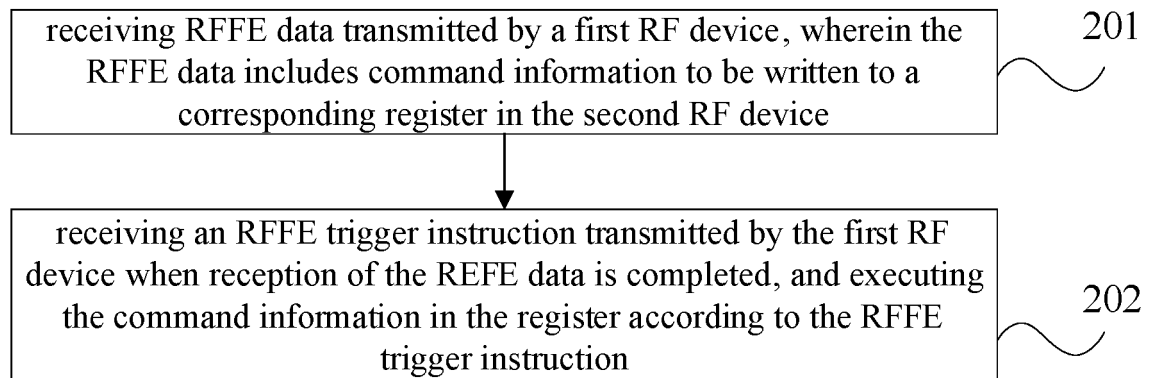 receiving RFFE data transmitted by a first RF device, wherein the
RFFE data includes command information to be written to a
corresponding register in the second RF device
201
receiving an RFFE trigger instruction transmitted by the first RF
device when reception of the REFE data is completed, and executing
the command information in the register according to the RFFE
trigger instruction
202